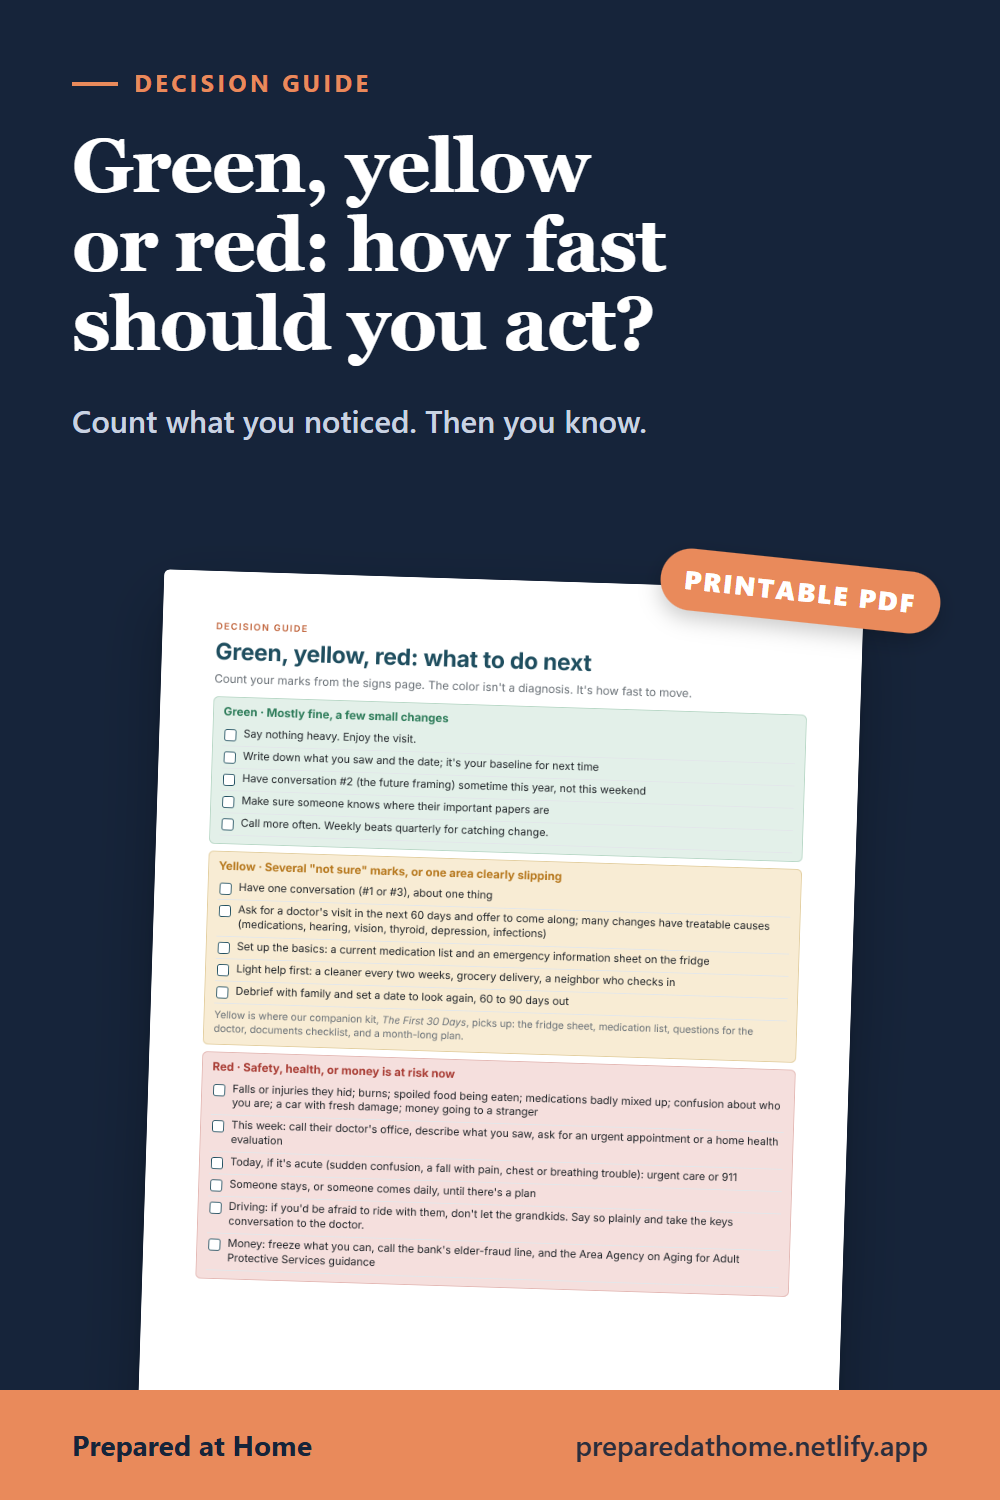 DECISION GUIDE
Green, yellow
or red: how fast
should you act?
Count what you noticed. Then you know.
PRINTABLE PDF
DECISION GUIDE
Green, yellow, red: what to do next
Count your marks from the signs page. The color isn't a diagnosis. It's how fast to move.
Green · Mostly fine, a few small changes
Say nothing heavy. Enjoy the visit.
Write down what you saw and the date; it's your baseline for next time
Have conversation #2 (the future framing) sometime this year, not this weekend
Make sure someone knows where their important papers are
Call more often. Weekly beats quarterly for catching change.
Yellow · Several "not sure" marks, or one area clearly slipping
Have one conversation (#1 or #3), about one thing
Ask for a doctor's visit in the next 60 days and offer to come along; many changes have treatable causes
(medications, hearing, vision, thyroid, depression, infections)
Set up the basics: a current medication list and an emergency information sheet on the fridge
Light help first: a cleaner every two weeks, grocery delivery, a neighbor who checks in
Debrief with family and set a date to look again, 60 to 90 days out
Yellow is where our companion kit, The First 30 Days, picks up: the fridge sheet, medication list, questions for the
doctor, documents checklist, and a month-long plan.
Red · Safety, health, or money is at risk now
Falls or injuries they hid; burns; spoiled food being eaten; medications badly mixed up; confusion about who
you are; a car with fresh damage; money going to a stranger
This week: call their doctor's office, describe what you saw, ask for an urgent appointment or a home health
evaluation
Today, if it's acute (sudden confusion, a fall with pain, chest or breathing trouble): urgent care or 911
Someone stays, or someone comes daily, until there's a plan
Driving: if you'd be afraid to ride with them, don't let the grandkids. Say so plainly and take the keys
conversation to the doctor.
Money: freeze what you can, call the bank's elder-fraud line, and the Area Agency on Aging for Adult
Protective Services guidance
Prepared at Home
preparedathome.netlify.app